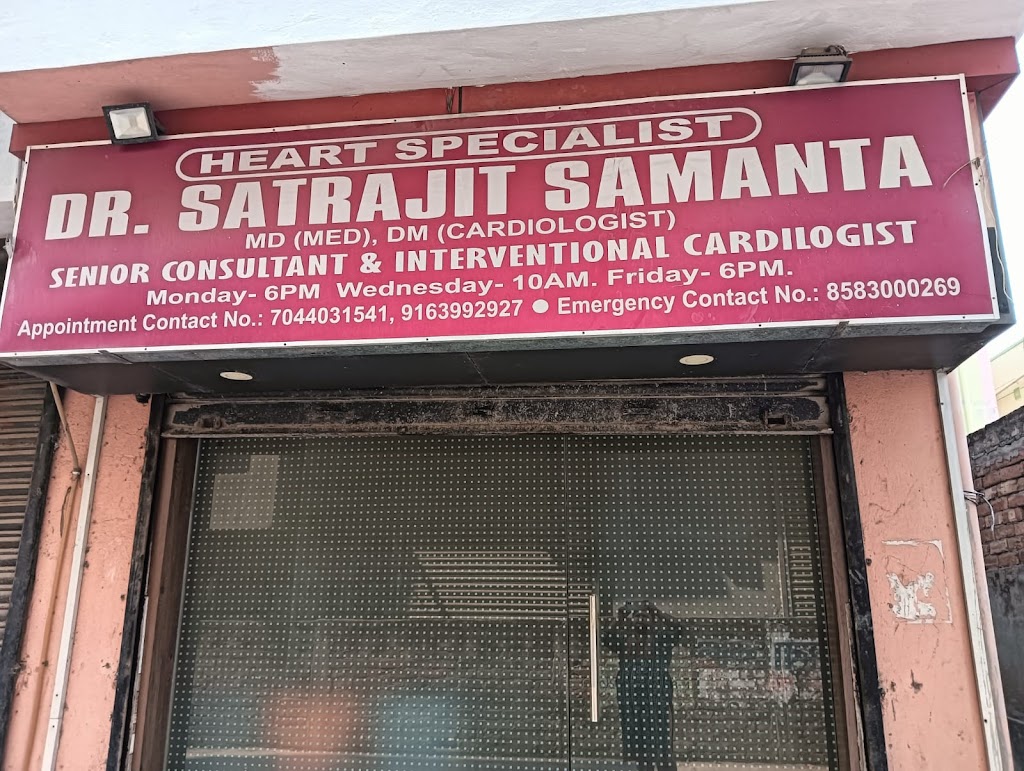 HEART SPECIALIST
DR. SATRAJIT SAMANTA
MD (MED), DM (CARDIOLOGIST)
SENIOR CONSULTANT & INTERVENTIONAL CARDILOGIST
Monday- 6PM Wednesday- 10AM. Friday- 6PM.
Appointment Contact No.: 7044031541, 9163992927 ● Emergency Contact No.: 8583000269